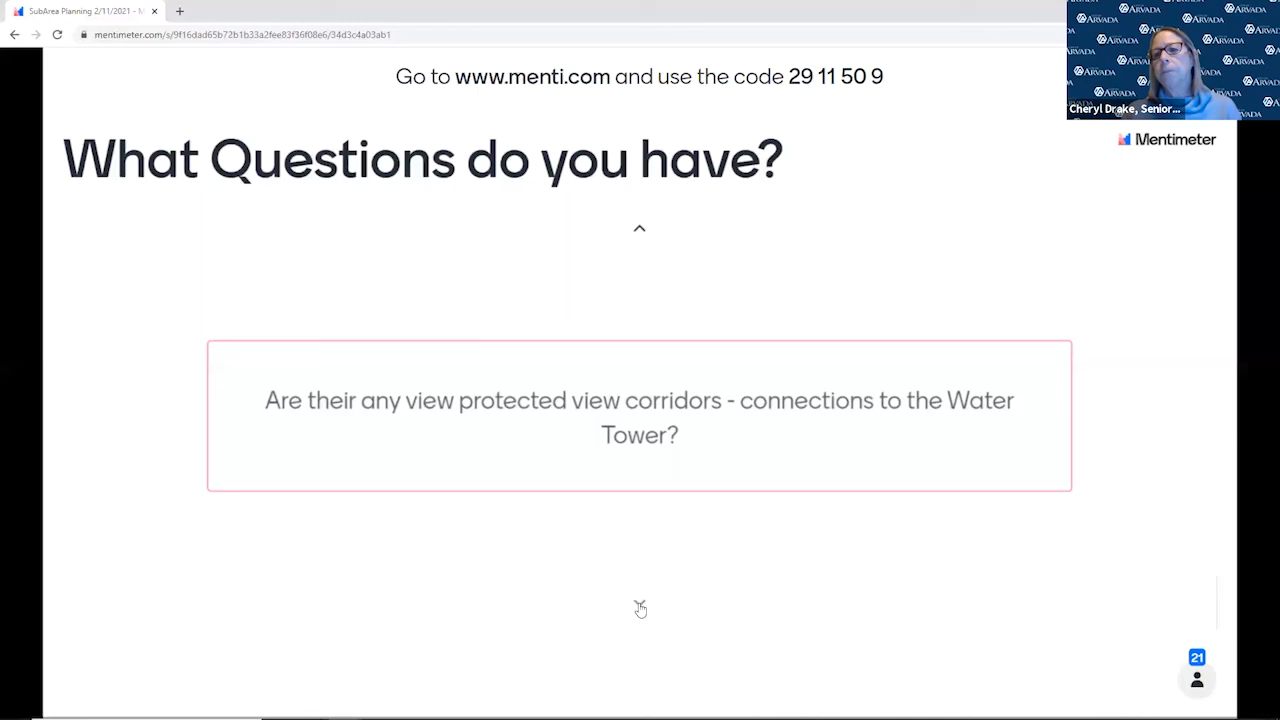 SubArea Planning 2/11/2021 - M
mentimeter.com/s/9f16dad65b72b1b33a2fee83f36f08e6/34d3c4a03ab1
Go to www.menti.com and use the code 29 11 50 9
ARVADA
Cheryl Drake, Senior...
Mentimeter
What Questions do you have?
Are their any view protected view corridors - connections to the Water
Tower?
21